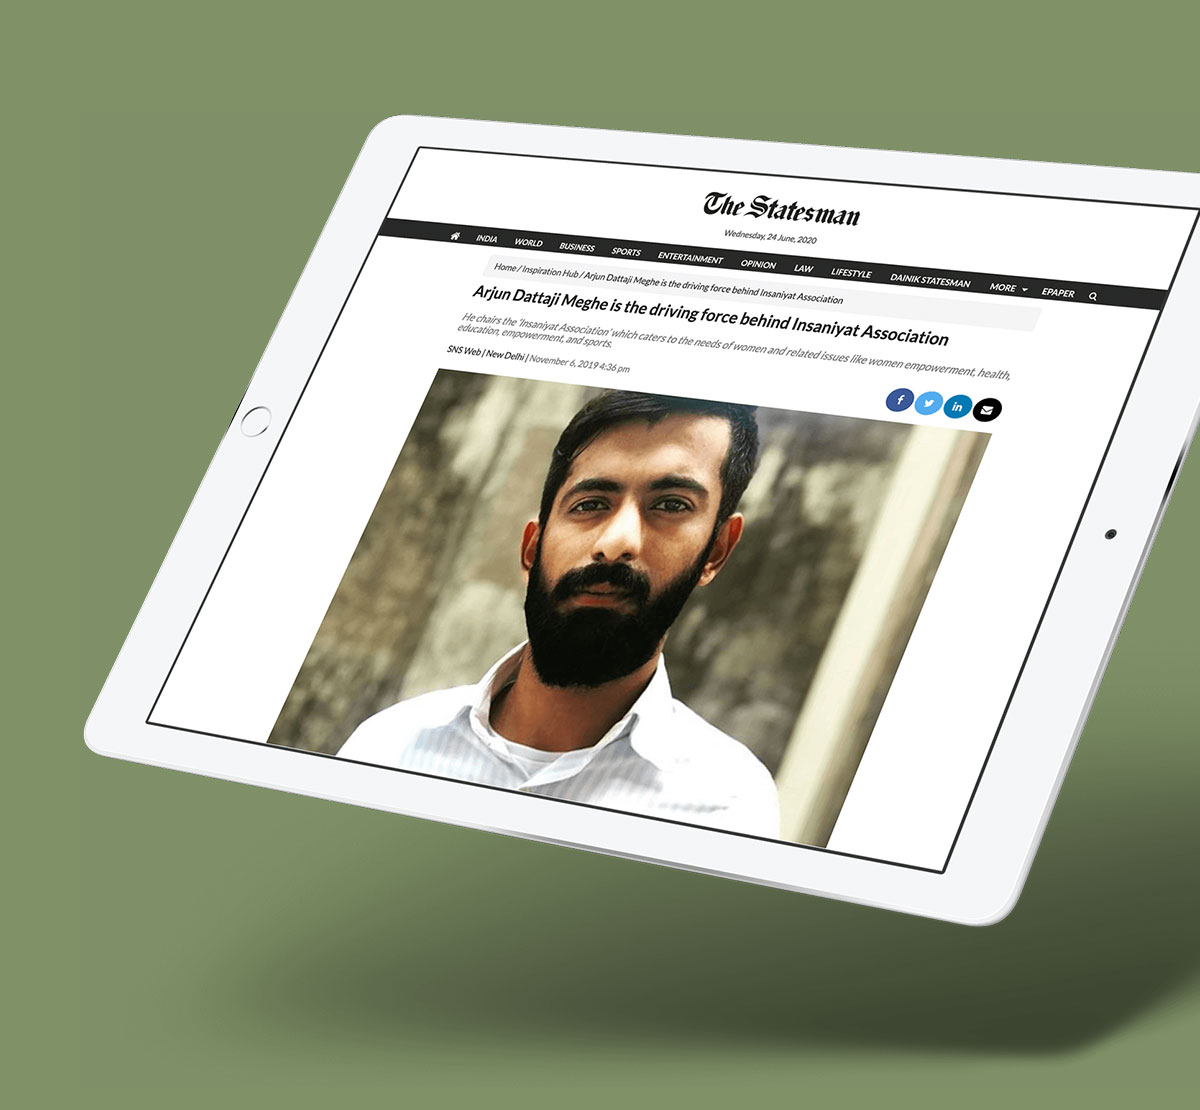 The Statesman
Wednesday, 24 June, 2020
INDIA WORLD BUSINESS SPORTS ENTERTAINMENT OPINION LAW LIFESTYLE DAINIK STATESMAN MORE EPAPER
Home / Inspiration Hub / Arjun Dattaji Meghe is the driving force behind Insaniyat Association
Arjun Dattaji Meghe is the driving force behind Insaniyat Association
He chairs the 'Insaniyat Association' which caters to the needs of women and related issues like women empowerment, health,
education, empowerment, and sports.
SNS Web | New Delhi | November 6, 2019 4:36 pm
f in